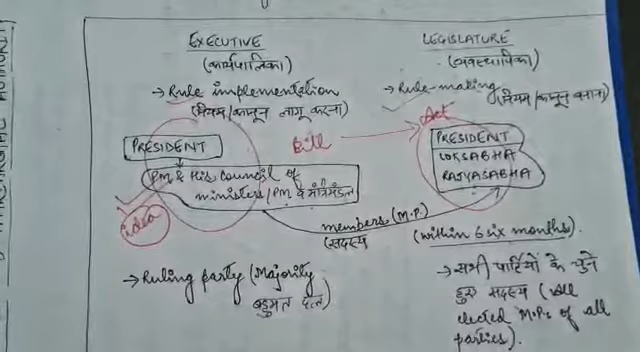 EXECUTIVE
(कार्यपालिका)
→ Rule implementation
(नियम/कानून लागू करना)
PRESIDENT
PM & His Council of
ministers/PM व मंत्रिमंडल
idea
→ Ruling party (Majority
बहुमत दल)
Bill
members (M.P.)
(सदस्य
LEGISLATURE
(व्यवस्थापिका)
→ Rule-making
(नियम/कानून बनाना)
Act
PRESIDENT
LOKSABHA
RAJYASABHA
(within 6 six months).
→ सभी पार्टियों के चुने
हुए सदस्य (all
elected M.Ps of all
parties).